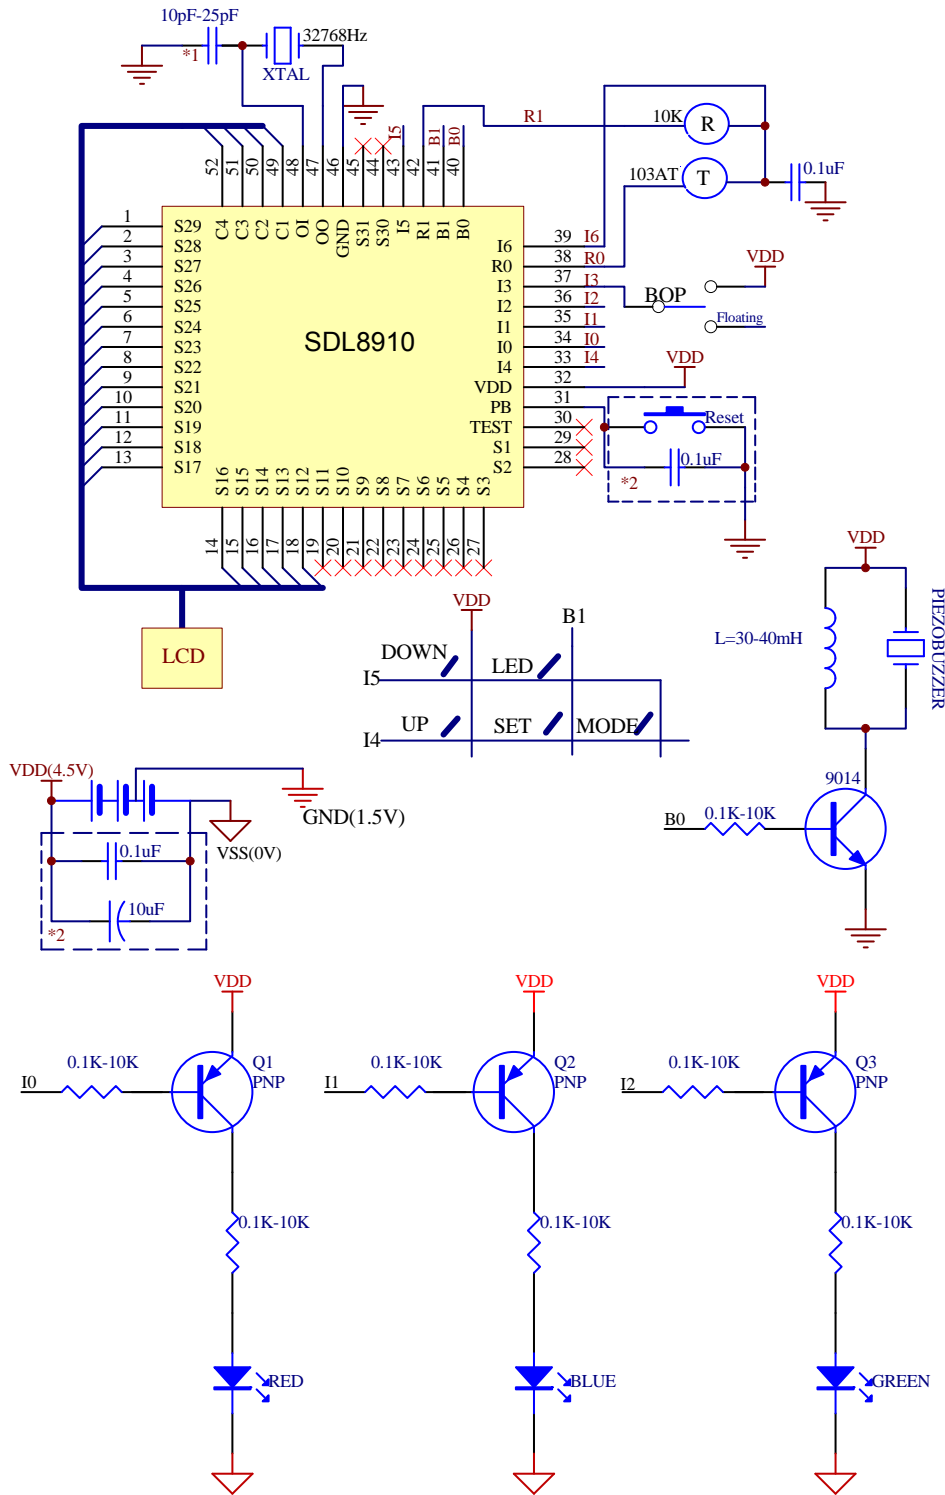 10pF-25pF
*1
32768Hz
XTAL
52
51
50
49
48
47
46
45
44
43
42
41
40
I5
B1
B0
C4
C3
C2
C1
OI
OO
GND
S31
S30
I5
R1
B1
B0
R1
10K
R
103AT
T
0.1uF
1 S29
2 S28
3 S27
4 S26
5 S25
6 S24
7 S23
8 S22
9 S21
10 S20
11 S19
12 S18
13 S17
SDL8910
I6 39 I6
R0 38 R0
I3 37 I3
I2 36 I2
I1 35 I1
I0 34 I0
I4 33 I4
VDD 32
PB 31
TEST 30
S1 29
S2 28
BOP
VDD
Floating
VDD
Reset
0.1uF
*2
S16
S15
S14
S13
S12
S11
S10
S9
S8
S7
S6
S5
S4
S3
14
15
16
17
18
19
20
21
22
23
24
25
26
27
LCD
VDD
B1
DOWN
LED
I5
UP
SET
MODE
I4
VDD
L=30-40mH
PIEZOBUZZER
9014
B0
0.1K-10K
VDD(4.5V)
GND(1.5V)
VSS(0V)
0.1uF
10uF
*2
VDD
VDD
VDD
I0
0.1K-10K
Q1
PNP
I1
0.1K-10K
Q2
PNP
I2
0.1K-10K
Q3
PNP
0.1K-10K
0.1K-10K
0.1K-10K
RED
BLUE
GREEN